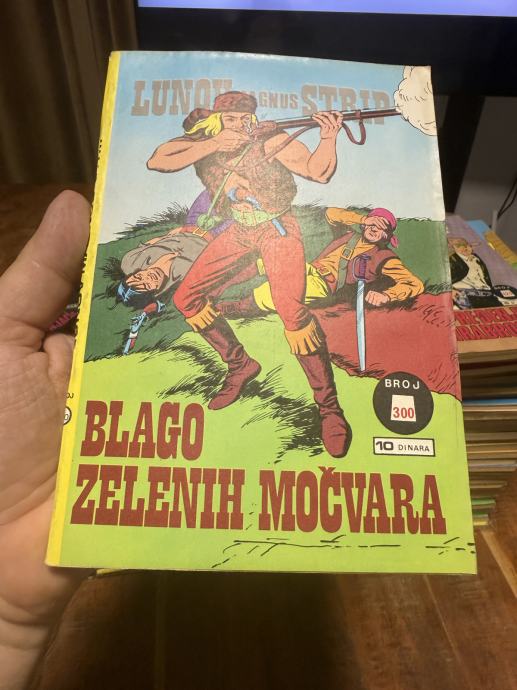 LUNOV MAGNUS STRIP
BROJ
300
10 DINARA
BLAGO
ZELENIH MOČVARA